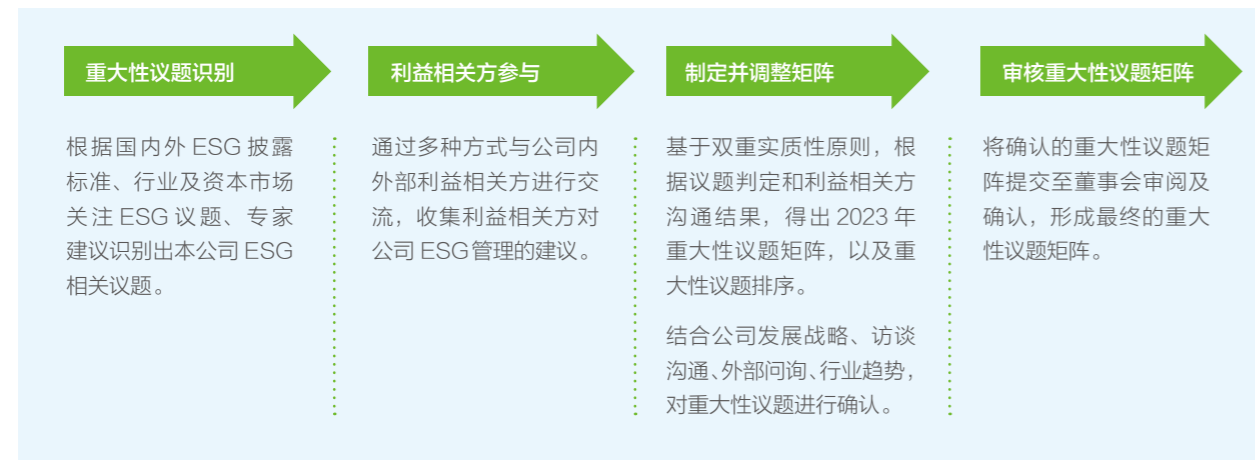 重大性议题识别
根据国内外 ESG 披露
标准、行业及资本市场
关注 ESG 议题、专家
建议识别出本公司 ESG
相关议题。
利益相关方参与
通过多种方式与公司内
外部利益相关方进行交
流，收集利益相关方对
公司 ESG管理的建议。
制定并调整矩阵
基于双重实质性原则，根
据议题判定和利益相关方
沟通结果，得出 2023 年
重大性议题矩阵，以及重
大性议题排序。
结合公司发展战略、访谈
沟通、外部问询、行业趋势，
对重大性议题进行确认。
审核重大性议题矩阵
将确认的重大性议题矩
阵提交至董事会审阅及
确认，形成最终的重大
性议题矩阵。